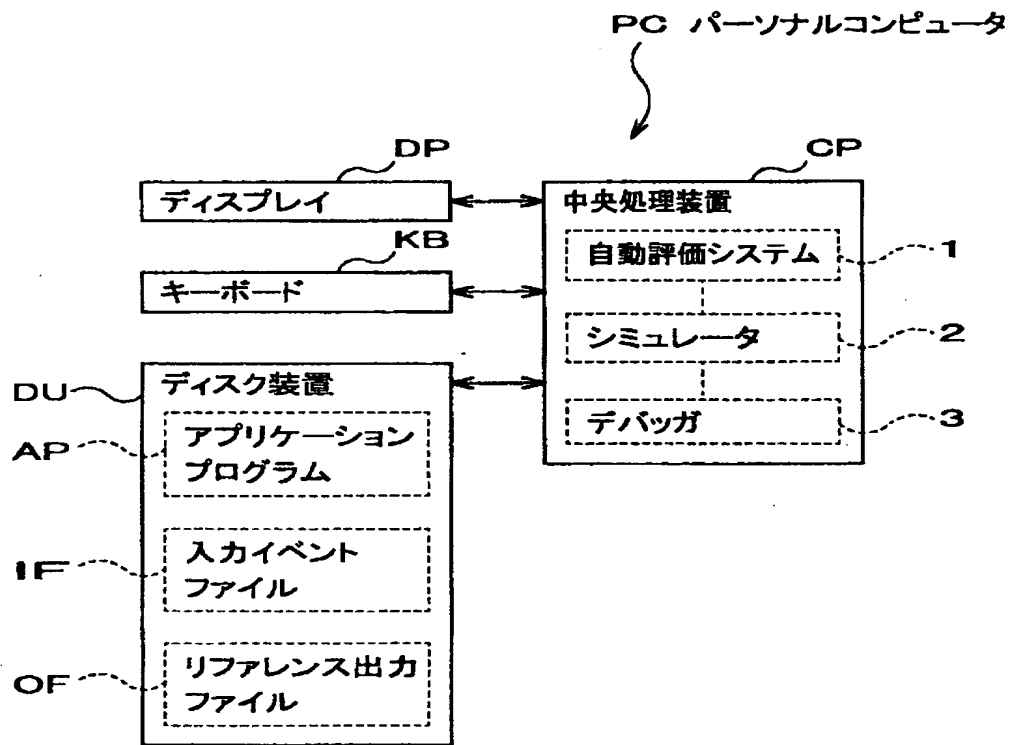 PC パーソナルコンピュータ
DP
ディスプレイ
KB
キーボード
DU
ディスク装置
AP
アプリケーション
プログラム
IF
入力イベント
ファイル
OF
リファレンス出力
ファイル
CP
中央処理装置
自動評価システム
1
シミュレータ
2
デバッガ
3